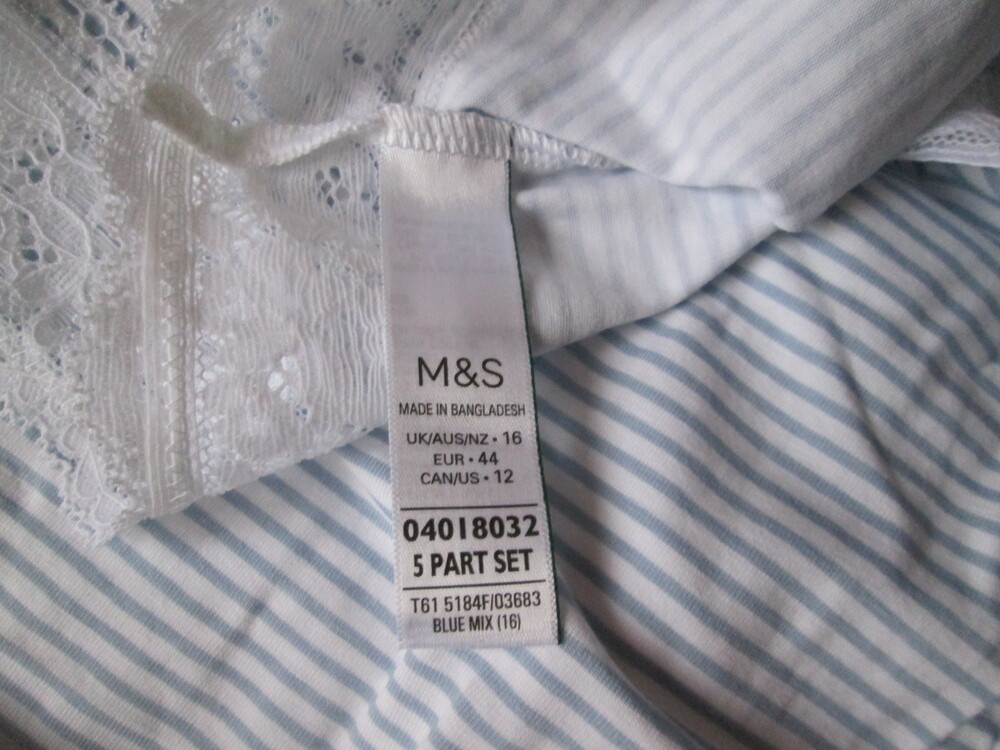 M&S
MADE IN BANGLADESH
UK/AUS/NZ • 16
EUR • 44
CAN/US • 12
04018032
5 PART SET
T61 5184F/03683
BLUE MIX (16)